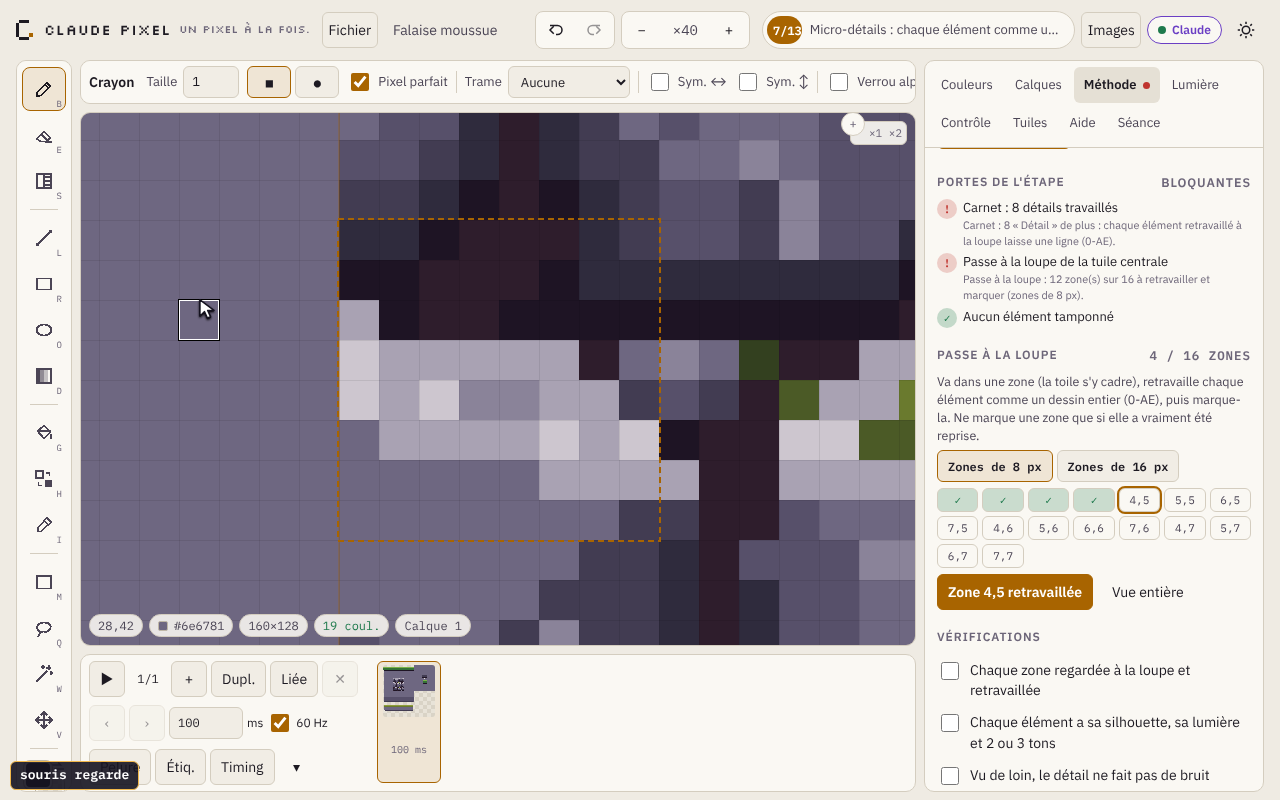 CLAUDE PIXEL UN PIXEL À LA FOIS. Fichier Falaise moussue − ×40 + 7/13 Micro-détails : chaque élément comme u… Images Claude
Crayon Taille 1 Pixel parfait Trame Aucune Sym. ↔ Sym. ↕ Verrou alp
B
E
S
L
R
O
D
G
H
I
M
Q
W
V
+ ×1 ×2
28,42 #6e6781 160×128 19 coul. Calque 1
1/1 + Dupl. Liée ✕
‹ › 100 ms 60 Hz
Étiq. Timing ▼
100 ms
souris regarde
Couleurs Calques Méthode Lumière
Contrôle Tuiles Aide Séance
PORTES DE L'ÉTAPE BLOQUANTES
! Carnet : 8 détails travaillés
Carnet : 8 « Détail » de plus : chaque élément retravaillé à
la loupe laisse une ligne (0-AE).
! Passe à la loupe de la tuile centrale
Passe à la loupe : 12 zone(s) sur 16 à retravailler et
marquer (zones de 8 px).
✓ Aucun élément tamponné
PASSE À LA LOUPE 4 / 16 ZONES
Va dans une zone (la toile s'y cadre), retravaille chaque
élément comme un dessin entier (0-AE), puis marque-
la. Ne marque une zone que si elle a vraiment été
reprise.
Zones de 8 px Zones de 16 px
✓ ✓ ✓ ✓ 4,5 5,5 6,5
7,5 4,6 5,6 6,6 7,6 4,7 5,7
6,7 7,7
Zone 4,5 retravaillée Vue entière
VÉRIFICATIONS
Chaque zone regardée à la loupe et
retravaillée
Chaque élément a sa silhouette, sa lumière
et 2 ou 3 tons
Vu de loin, le détail ne fait pas de bruit